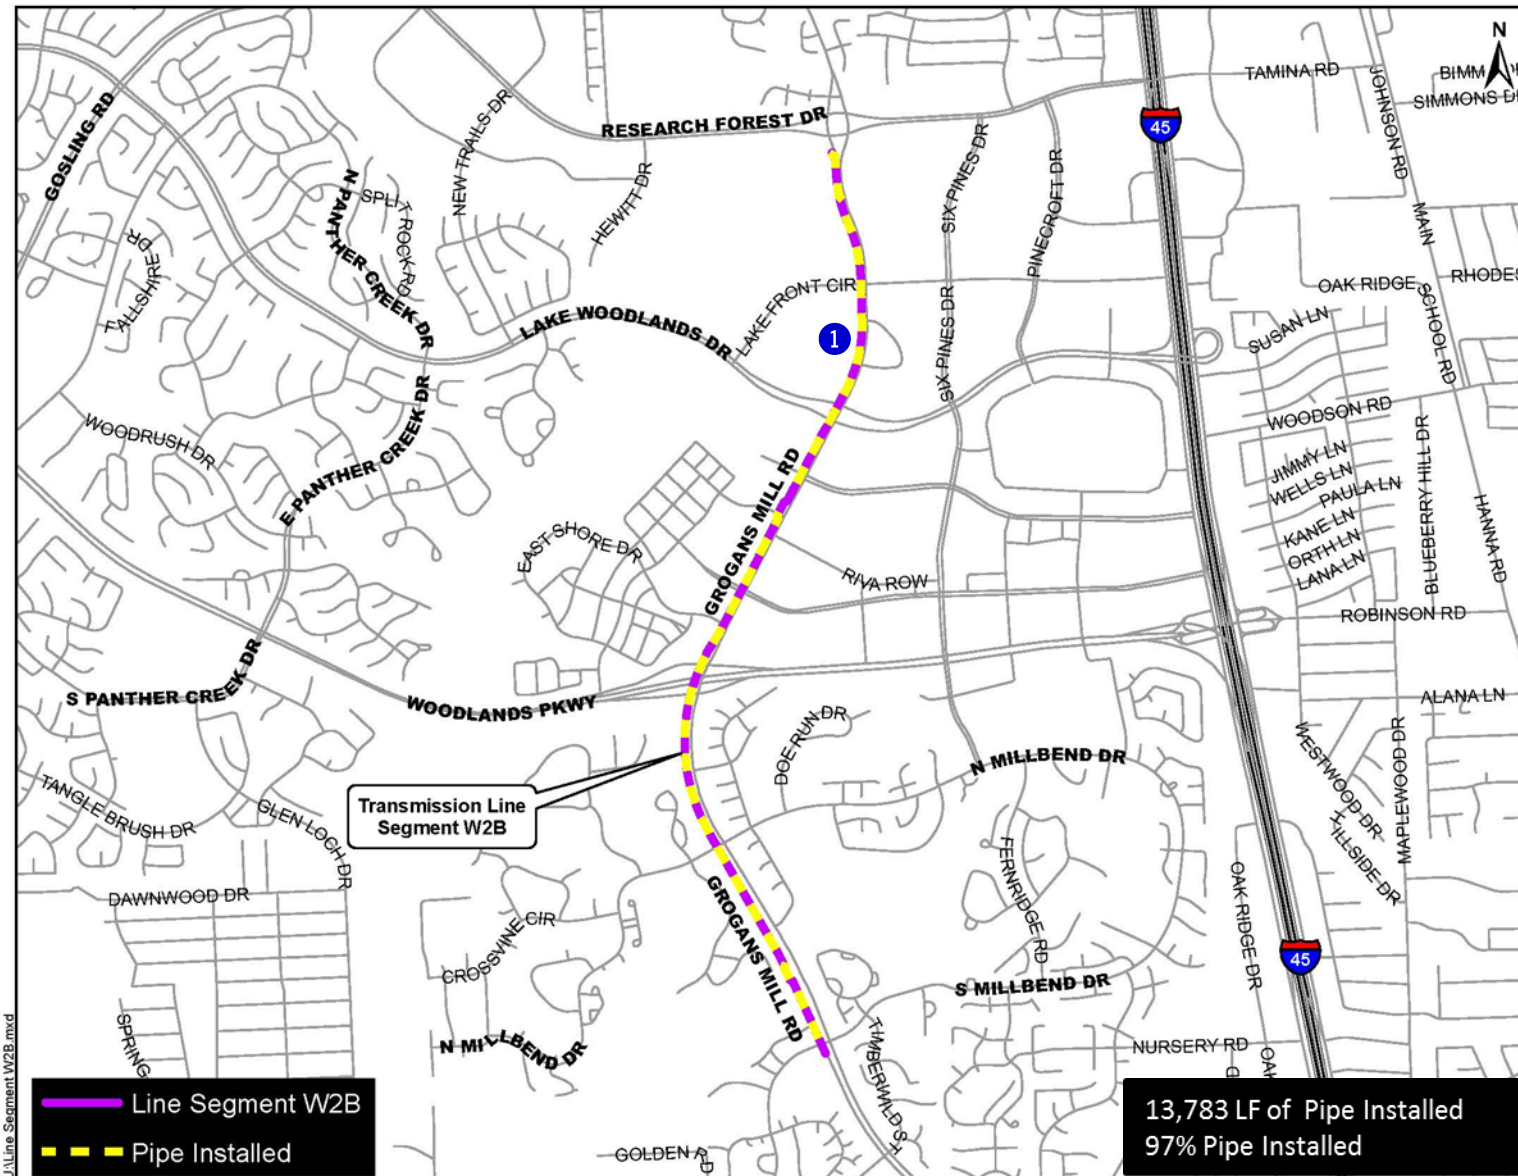 N
TAMINA RD
JOHNSON RD
SIMMONS
45
GOSLING RD
NEW TRAILS DR
RESEARCH FOREST DR
HEWITT DR
SIX PINES DR
PINECROFT DR
N PANTHER CREEK DR
SPLIT ROCK RD
MAIN
FALLSHIRE DR
LAKE FRONT CIR
OAK RIDGE SCHOOL RD
RHODES
LAKE WOODLANDS DR
1
SIX PINES DR
SUSAN LN
WOODRUSH DR
E PANTHER CREEK DR
WOODSON RD
JIMMY LN
WELLS LN
PAULA LN
KANE LN
ORTH LN
LANA LN
BLUEBERRY HILL DR
HANNA RD
GROGANS MILL RD
EAST SHORE DR
RIVA ROW
ROBINSON RD
S PANTHER CREEK DR
WOODLANDS PKWY
ALANA LN
DOE RUN DR
N MILLBEND DR
WESTWOOD DR
MAPLEWOOD DR
HILLSIDE DR
Transmission Line
Segment W2B
TANGLE BRUSH DR
GLEN LOCH DR
DAWNWOOD DR
CROSSVINE CIR
GROGANS MILL RD
FERNRIDGE RD
OAK RIDGE DR
45
S MILLBEND DR
N MILLBEND DR
TIMBERWILD S
NURSERY RD
OAK
SPRING
GOLDEN
J:\Line Segment W2B.mxd
Line Segment W2B
Pipe Installed
13,783 LF of Pipe Installed
97% Pipe Installed